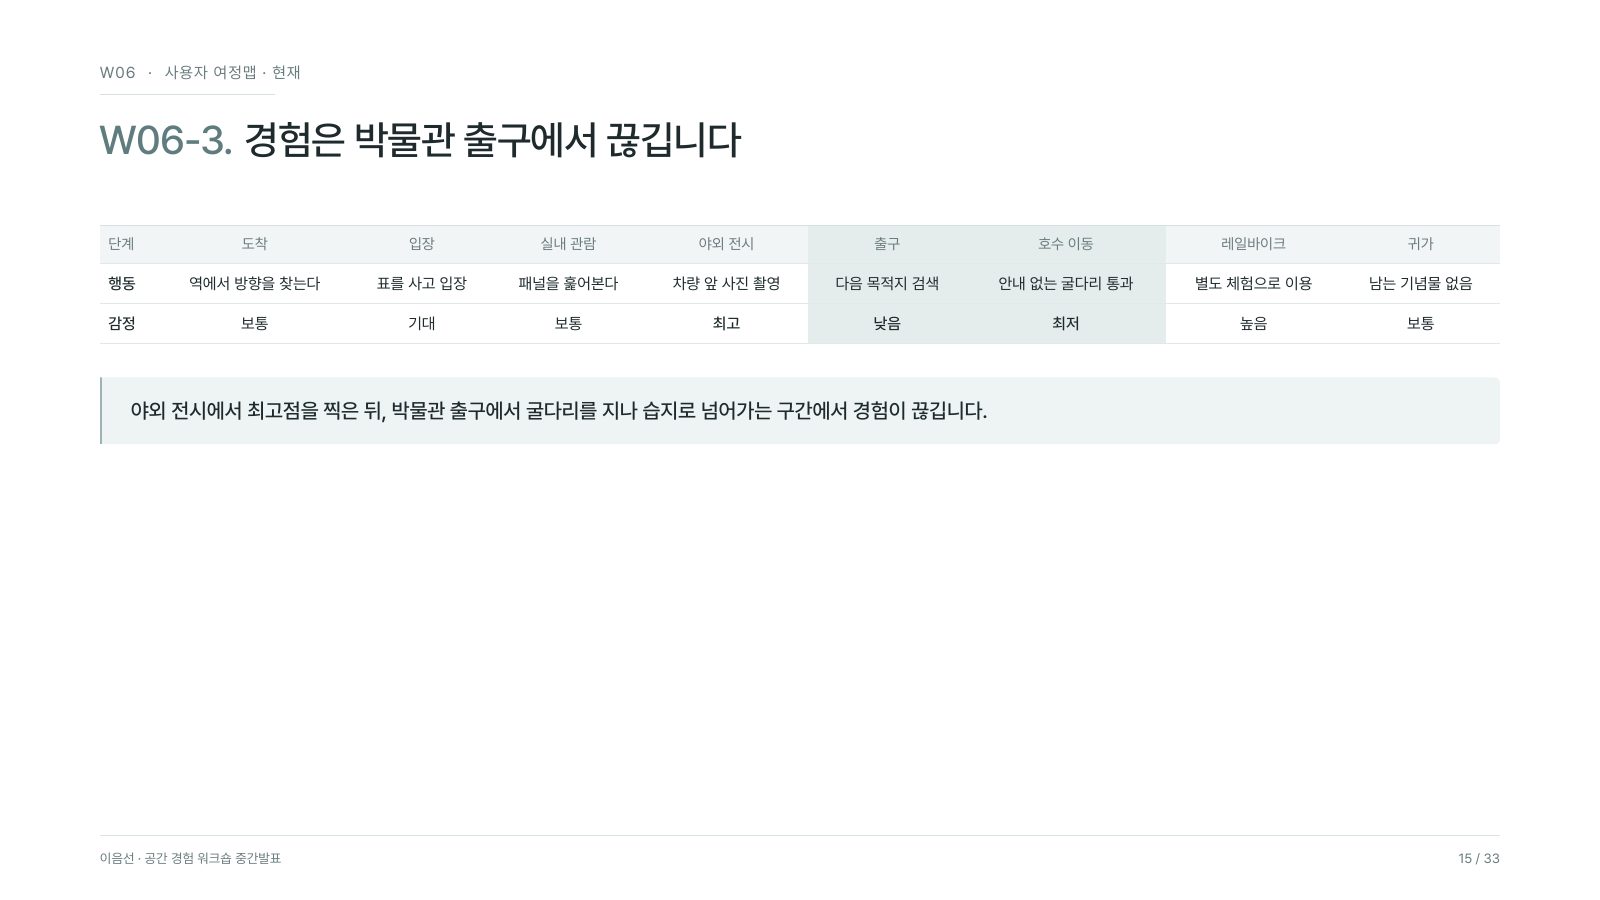 W06 · 사용자 여정맵 · 현재
W06-3. 경험은 박물관 출구에서 끊깁니다
단계 도착 입장 실내 관람 야외 전시 출구 호수 이동 레일바이크 귀가
행동 역에서 방향을 찾는다 표를 사고 입장 패널을 훑어본다 차량 앞 사진 촬영 다음 목적지 검색 안내 없는 굴다리 통과 별도 체험으로 이용 남는 기념물 없음
감정 보통 기대 보통 최고 낮음 최저 높음 보통
야외 전시에서 최고점을 찍은 뒤, 박물관 출구에서 굴다리를 지나 습지로 넘어가는 구간에서 경험이 끊깁니다.
이음선 · 공간 경험 워크숍 중간발표
15 / 33